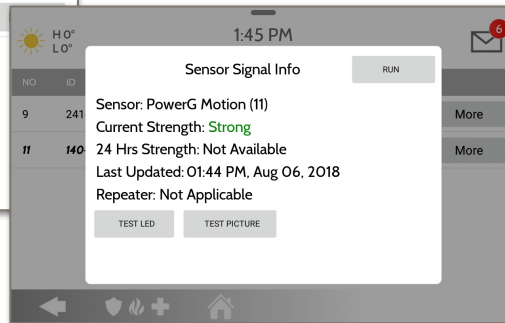 H 0°
L 0°
1:45 PM
6
Sensor Signal Info
RUN
NO ID
Sensor: PowerG Motion (11)
9 241- More
Current Strength: Strong
11 140- More
24 Hrs Strength: Not Available
Last Updated: 01:44 PM, Aug 06, 2018
Repeater: Not Applicable
TEST LED TEST PICTURE